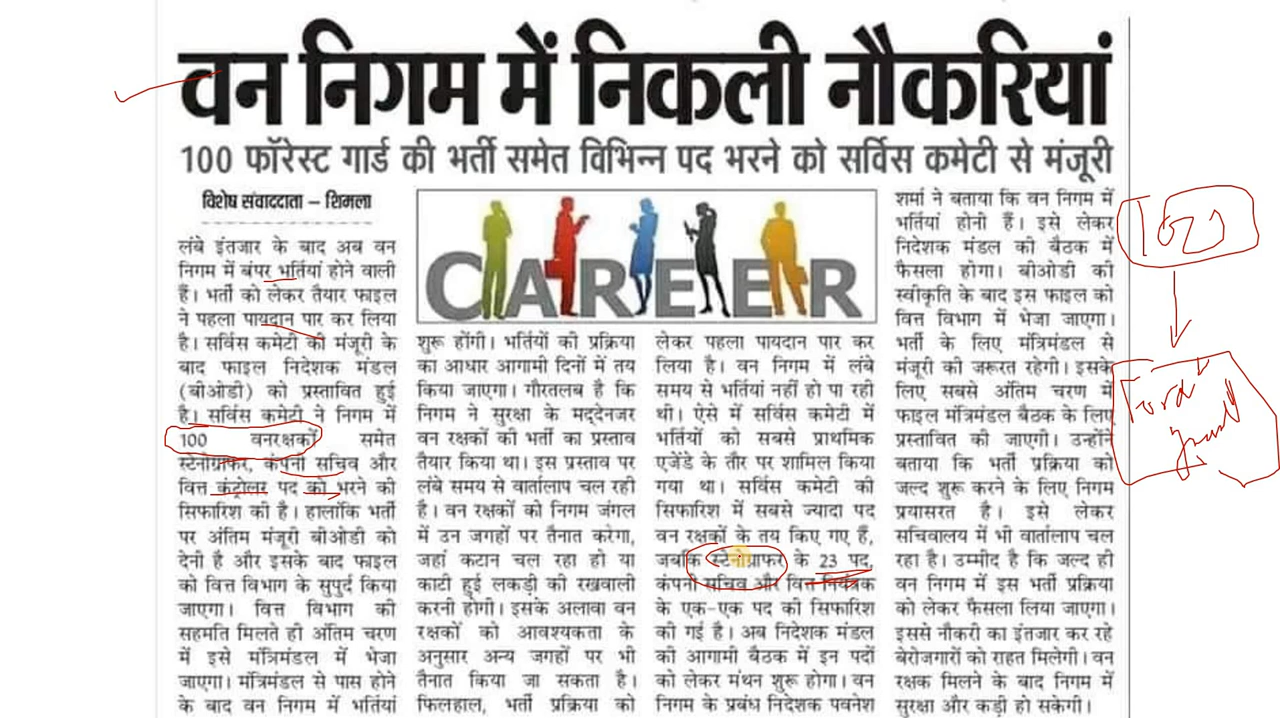 वन निगम में निकली नौकरियां
100 फॉरेस्ट गार्ड की भर्ती समेत विभिन्न पद भरने को सर्विस कमेटी से मंजूरी
विशेष संवाददाता – शिमला
लंबे इंतजार के बाद अब वन
निगम में बंपर भर्तियां होने वाली
हैं। भर्ती को लेकर तैयार फाइल
ने पहला पायदान पार कर लिया
है। सर्विस कमेटी की मंजूरी के
बाद फाइल निदेशक मंडल
(बीओडी) को प्रस्तावित हुई
है। सर्विस कमेटी ने निगम में
100 वनरक्षकों समेत
स्टेनोग्राफर, कंपनी सचिव और
वित्त कंट्रोलर पद को भरने की
सिफारिश की है। हालांकि भर्ती
पर अंतिम मंजूरी बीओडी को
देनी है और इसके बाद फाइल
को वित्त विभाग के सुपुर्द किया
जाएगा। वित्त विभाग की
सहमति मिलते ही अंतिम चरण
में इसे मंत्रिमंडल में भेजा
जाएगा। मंत्रिमंडल से पास होने
के बाद वन निगम में भर्तियां
CAREER
शुरू होंगी। भर्तियों की प्रक्रिया
का आधार आगामी दिनों में तय
किया जाएगा। गौरतलब है कि
निगम ने सुरक्षा के मद्देनजर
वन रक्षकों की भर्ती का प्रस्ताव
तैयार किया था। इस प्रस्ताव पर
लंबे समय से वार्तालाप चल रही
है। वन रक्षकों को निगम जंगल
में उन जगहों पर तैनात करेगा,
जहां कटान चल रहा हो या
काटी हुई लकड़ी की रखवाली
करनी होगी। इसके अलावा वन
रक्षकों को आवश्यकता के
अनुसार अन्य जगहों पर भी
तैनात किया जा सकता है।
फिलहाल, भर्ती प्रक्रिया को
लेकर पहला पायदान पार कर
लिया है। वन निगम में लंबे
समय से भर्तियां नहीं हो पा रही
थी। ऐसे में सर्विस कमेटी में
भर्तियों को सबसे प्राथमिक
एजेंडे के तौर पर शामिल किया
गया था। सर्विस कमेटी की
सिफारिश में सबसे ज्यादा पद
वन रक्षकों के तय किए गए हैं,
जबकि स्टेनोग्राफर के 23 पद,
कंपनी सचिव और वित्त नियंत्रक
के एक-एक पद की सिफारिश
की गई है। अब निदेशक मंडल
की आगामी बैठक में इन पदों
को लेकर मंथन शुरू होगा। वन
निगम के प्रबंध निदेशक पवनेश
शर्मा ने बताया कि वन निगम में
भर्तियां होनी हैं। इसे लेकर
निदेशक मंडल को बैठक में
फैसला होगा। बीओडी की
स्वीकृति के बाद इस फाइल को
वित्त विभाग में भेजा जाएगा।
भर्ती के लिए मंत्रिमंडल से
मंजूरी की जरूरत रहेगी। इसके
लिए सबसे अंतिम चरण में
फाइल मंत्रिमंडल बैठक के लिए
प्रस्तावित की जाएगी। उन्होंने
बताया कि भर्ती प्रक्रिया को
जल्द शुरू करने के लिए निगम
प्रयासरत है। इसे लेकर
सचिवालय में भी वार्तालाप चल
रहा है। उम्मीद है कि जल्द ही
वन निगम में इस भर्ती प्रक्रिया
को लेकर फैसला लिया जाएगा।
इससे नौकरी का इंतजार कर रहे
बेरोजगारों को राहत मिलेगी। वन
रक्षक मिलने के बाद निगम में
सुरक्षा और कड़ी हो सकेगी।
100